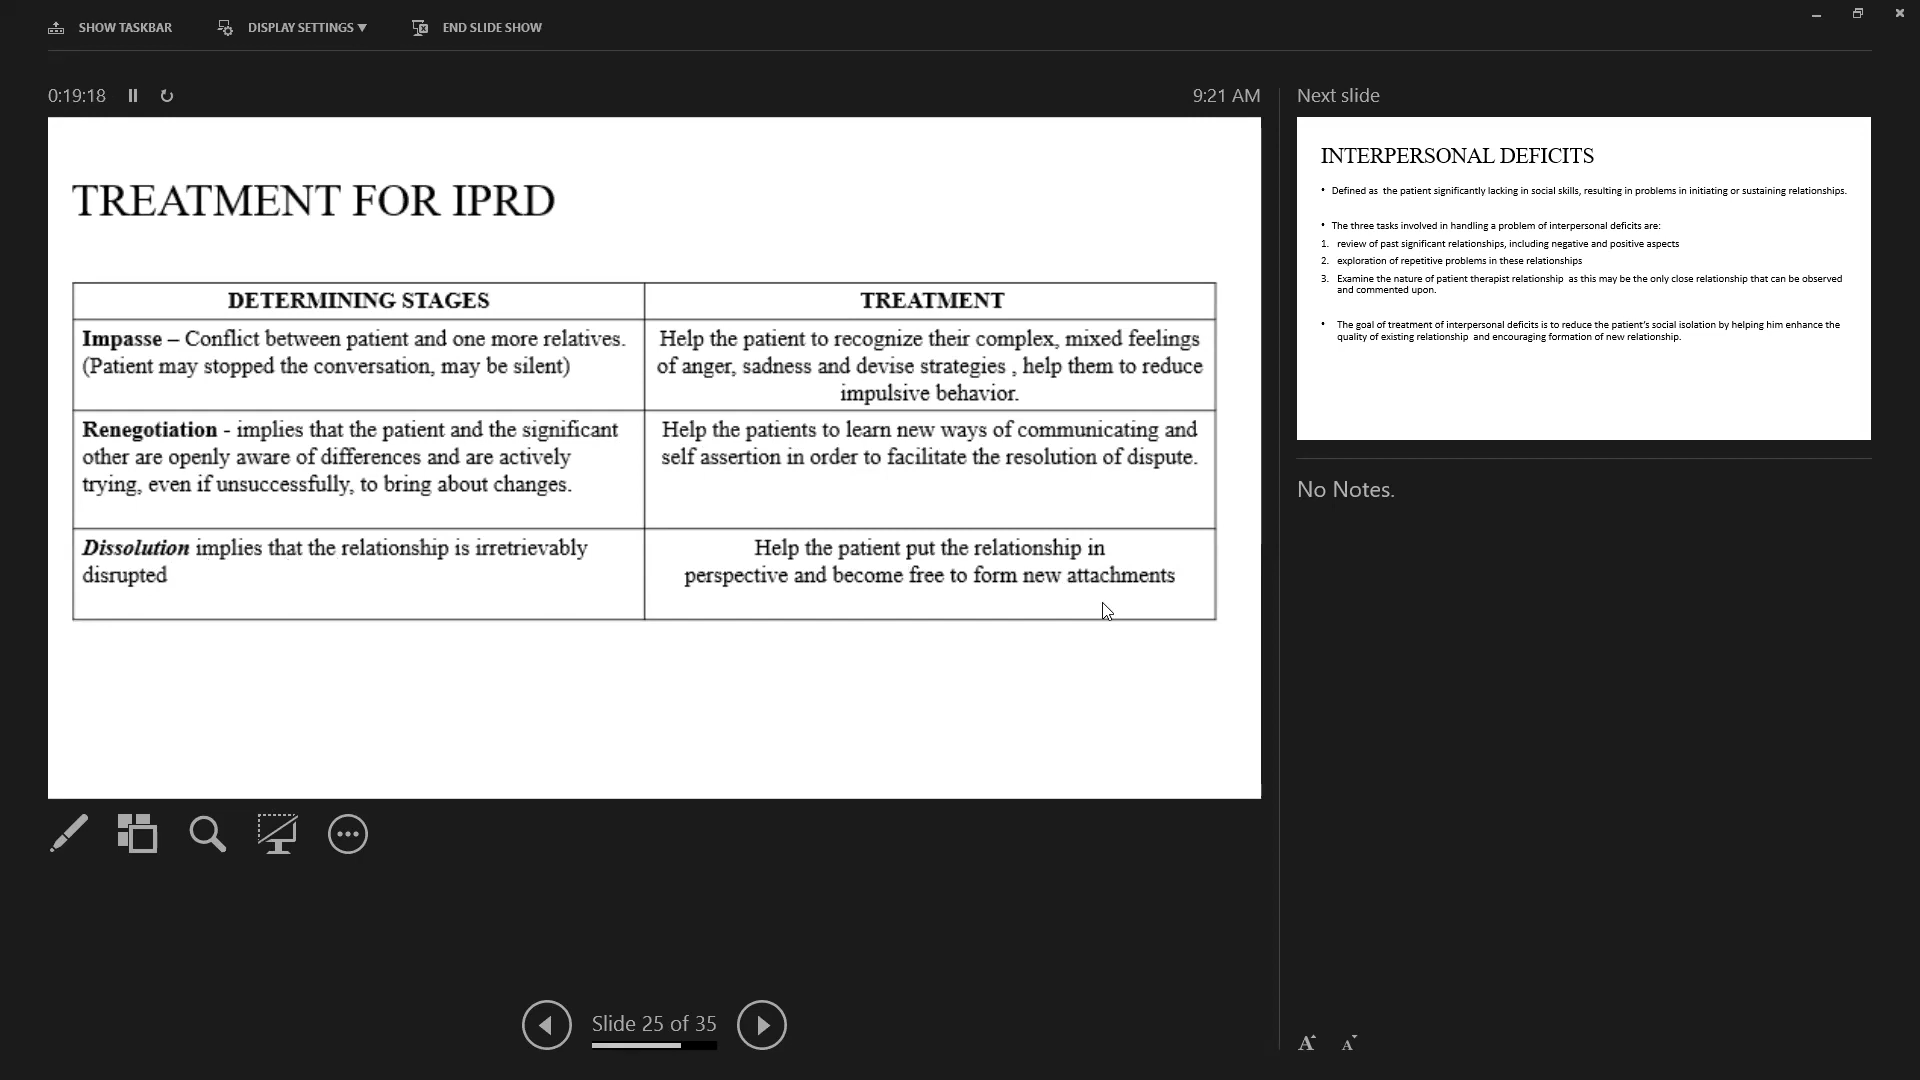 SHOW TASKBAR DISPLAY SETTINGS ▼ END SLIDE SHOW
0:19:18 9:21 AM
TREATMENT FOR IPRD
DETERMINING STAGES
TREATMENT
Impasse – Conflict between patient and one more relatives.
(Patient may stopped the conversation, may be silent)
Help the patient to recognize their complex, mixed feelings
of anger, sadness and devise strategies , help them to reduce
impulsive behavior.
Renegotiation - implies that the patient and the significant
other are openly aware of differences and are actively
trying, even if unsuccessfully, to bring about changes.
Help the patients to learn new ways of communicating and
self assertion in order to facilitate the resolution of dispute.
Dissolution implies that the relationship is irretrievably
disrupted
Help the patient put the relationship in
perspective and become free to form new attachments
Slide 25 of 35
Next slide
INTERPERSONAL DEFICITS
• Defined as the patient significantly lacking in social skills, resulting in problems in initiating or sustaining relationships.
• The three tasks involved in handling a problem of interpersonal deficits are:
1. review of past significant relationships, including negative and positive aspects
2. exploration of repetitive problems in these relationships
3. Examine the nature of patient therapist relationship as this may be the only close relationship that can be observed
and commented upon.
• The goal of treatment of interpersonal deficits is to reduce the patient's social isolation by helping him enhance the
quality of existing relationship and encouraging formation of new relationship.
No Notes.
A A